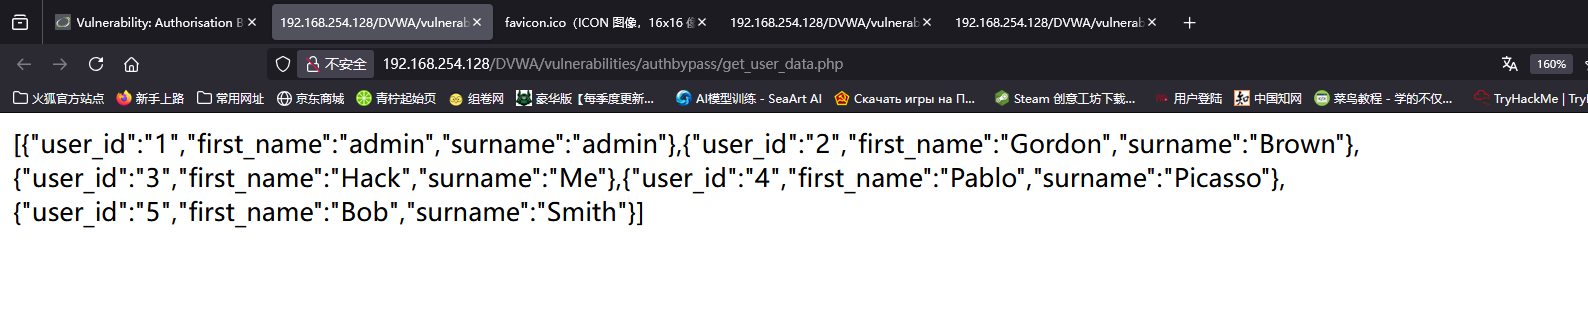 Vulnerability: Authorisation B
192.168.254.128/DVWA/vulnerab
favicon.ico（ICON 图像，16x16 像
192.168.254.128/DVWA/vulnerab
192.168.254.128/DVWA/vulnerab
不安全 192.168.254.128/DVWA/vulnerabilities/authbypass/get_user_data.php 160%
火狐官方站点 新手上路 常用网址 京东商城 青柠起始页 组卷网 豪华版【每季度更新... AI模型训练 - SeaArt AI Скачать игры на П... Steam 创意工坊下载... 用户登陆 中国知网 菜鸟教程 - 学的不仅... TryHackMe | Try
[{"user_id":"1","first_name":"admin","surname":"admin"},{"user_id":"2","first_name":"Gordon","surname":"Brown"},
{"user_id":"3","first_name":"Hack","surname":"Me"},{"user_id":"4","first_name":"Pablo","surname":"Picasso"},
{"user_id":"5","first_name":"Bob","surname":"Smith"}]